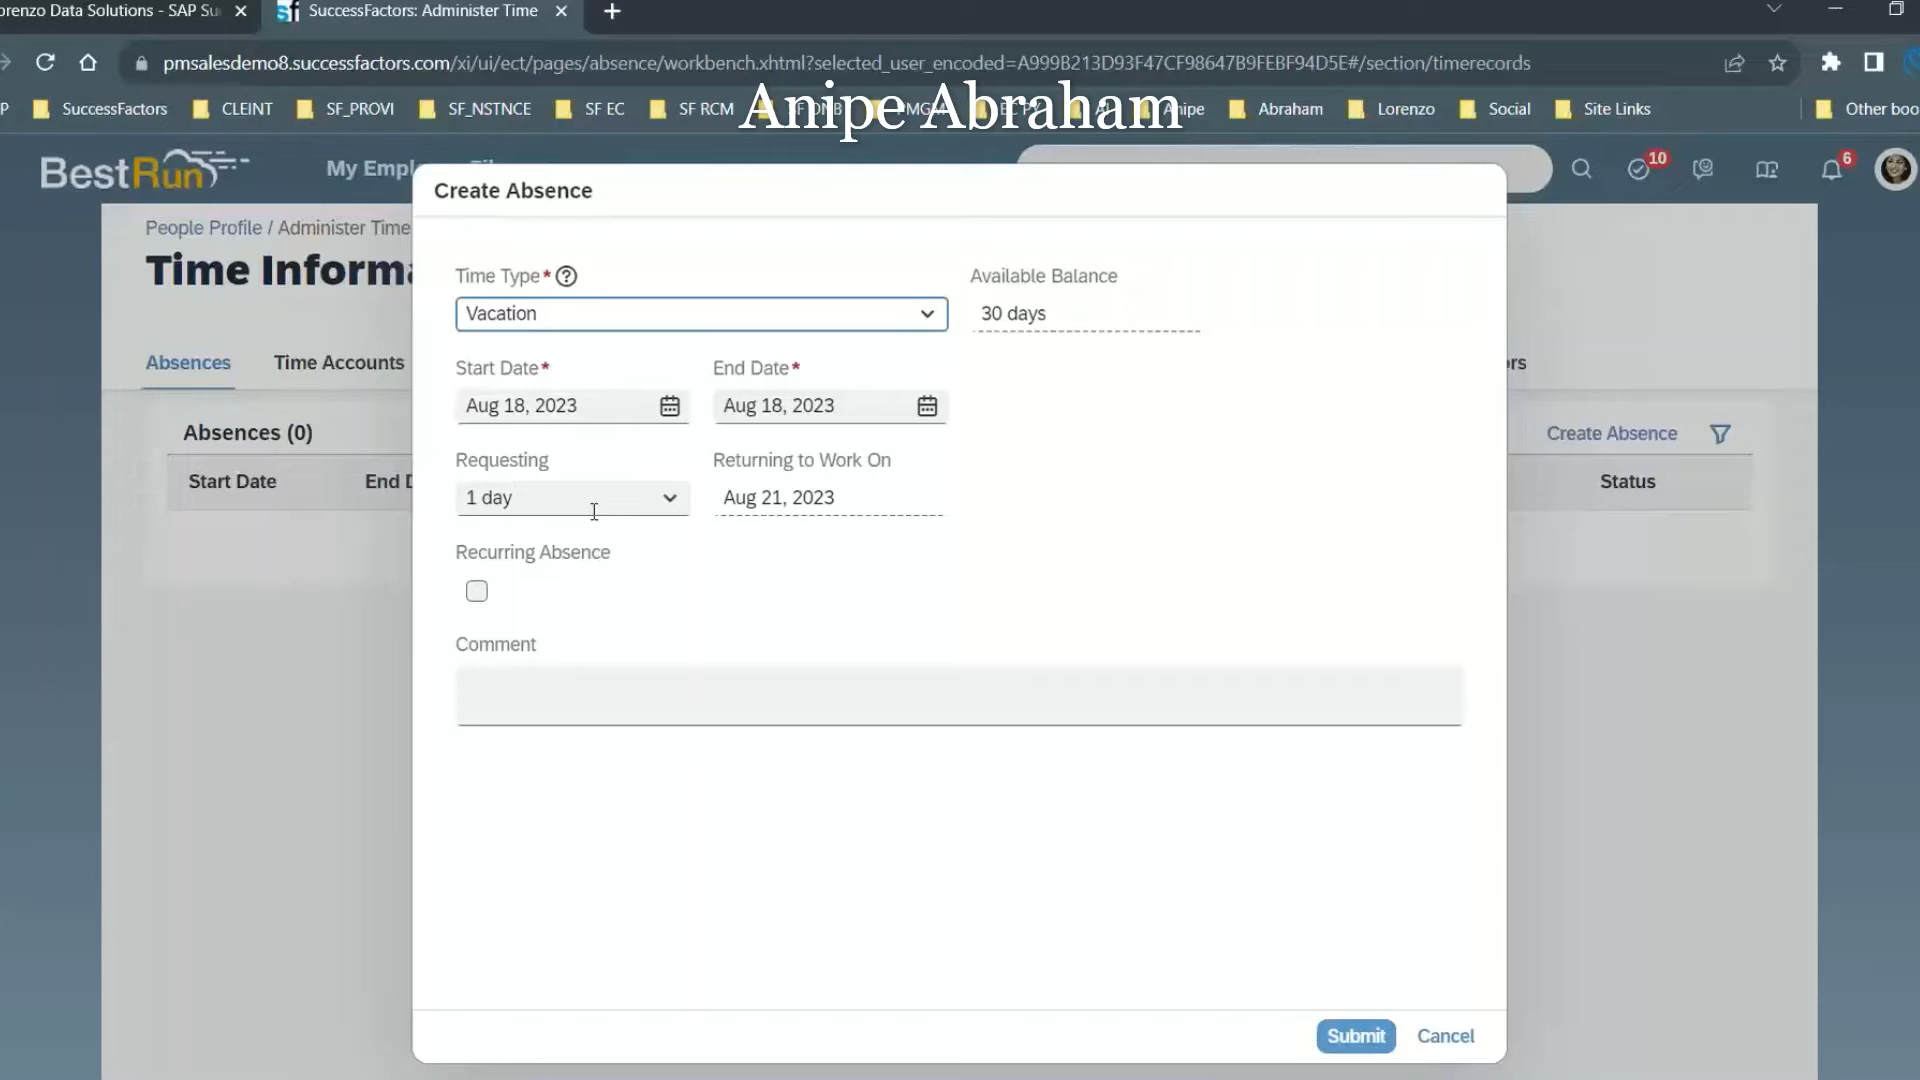 orenzo Data Solutions - SAP Su
SuccessFactors: Administer Time
pmsalesdemo8.successfactors.com/xi/ui/ect/pages/absence/workbench.xhtml?selected_user_encoded=A999B213D93F47CF98647B9FEBF94D5E#/section/timerecords
P SuccessFactors CLEINT SF_PROVI SF_NSTNCE SF EC SF RCM Anipe Abraham Lorenzo Social Site Links Other boo
Anipe Abraham
BestRun
My Empl
10
6
Create Absence
People Profile / Administer Time
Time Informa
Time Type* ?
Available Balance
Vacation
30 days
Absences Time Accounts
Start Date*
End Date*
rs
Aug 18, 2023
Aug 18, 2023
Absences (0)
Create Absence
Requesting
Returning to Work On
Start Date
End D
Status
1 day
Aug 21, 2023
Recurring Absence
Comment
Submit
Cancel